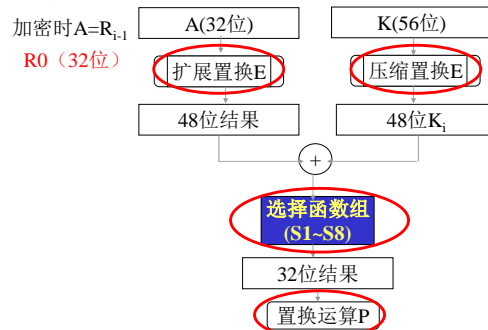 加密时A=Ri-1
R0（32位）
A(32位)
K(56位)
扩展置换E
压缩置换E
48位结果
48位Ki
+
选择函数组
(S1~S8)
32位结果
置换运算P